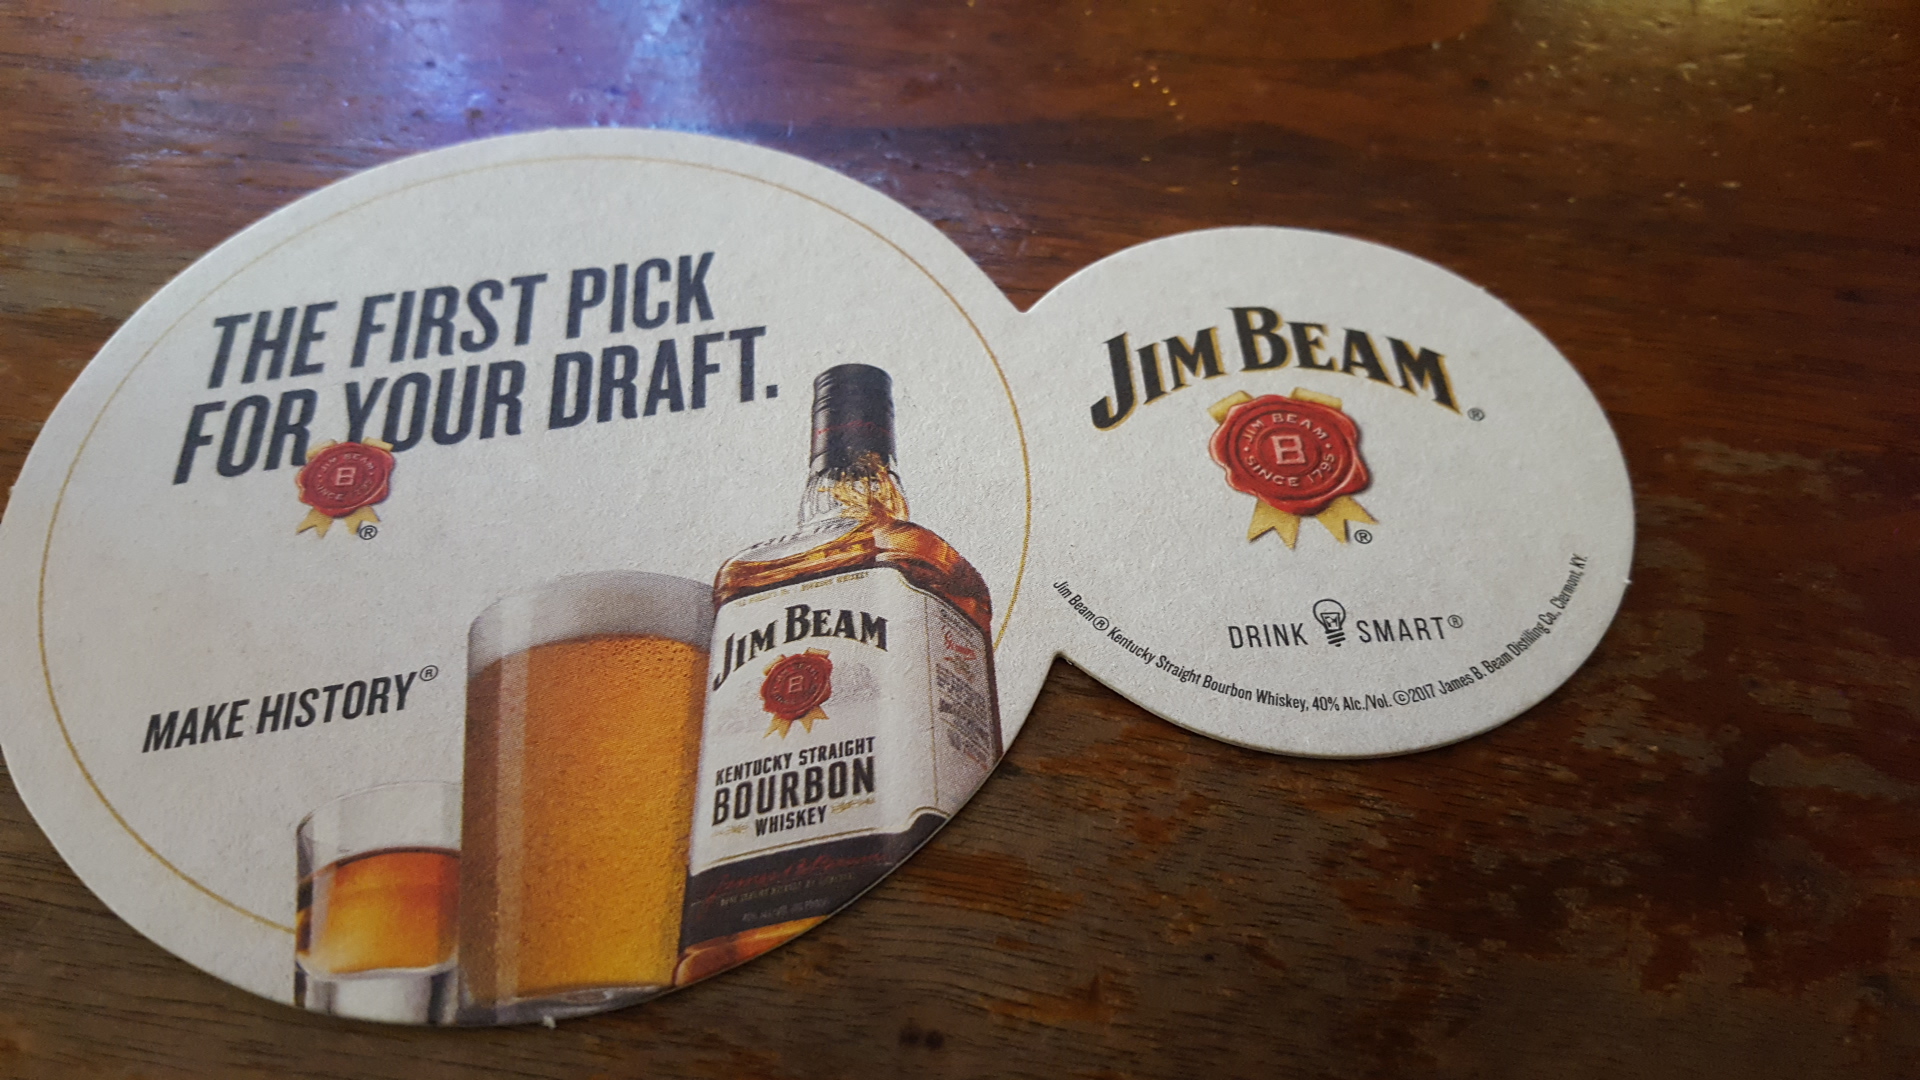 THE FIRST PICK
FOR YOUR DRAFT.
JIM BEAM
B
®
MAKE HISTORY®
JIM BEAM
B
KENTUCKY STRAIGHT
BOURBON
WHISKEY
JIM BEAM®
JIM BEAM
B
SINCE 1795
®
DRINK SMART®
Jim Beam® Kentucky Straight Bourbon Whiskey, 40% Alc./Vol. ©2017 James B. Beam Distilling Co., Clermont, KY.